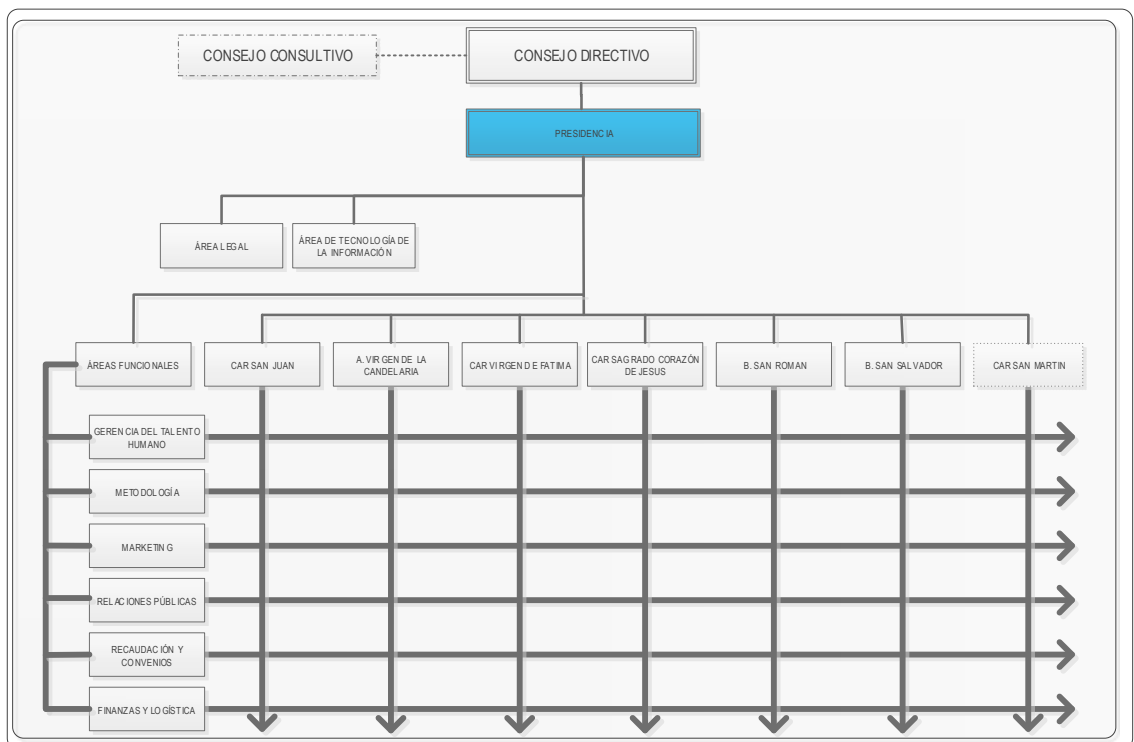 CONSEJO CONSULTIVO
CONSEJO DIRECTIVO
PRESIDENCIA
ÁREA LEGAL
ÁREA DE TECNOLOGÍA DE
LA INFORMACIÓN
ÁREAS FUNCIONALES
CAR SAN JUAN
A. VIRGEN DE LA
CANDELARIA
CAR VIRGEN DE FATIMA
CAR SAGRADO CORAZÓN
DE JESUS
B. SAN ROMAN
B. SAN SALVADOR
CAR SAN MARTIN
GERENCIA DEL TALENTO
HUMANO
METODOLOGÍA
MARKETING
RELACIONES PÚBLICAS
RECAUDACIÓN Y
CONVENIOS
FINANZAS Y LOGÍSTICA